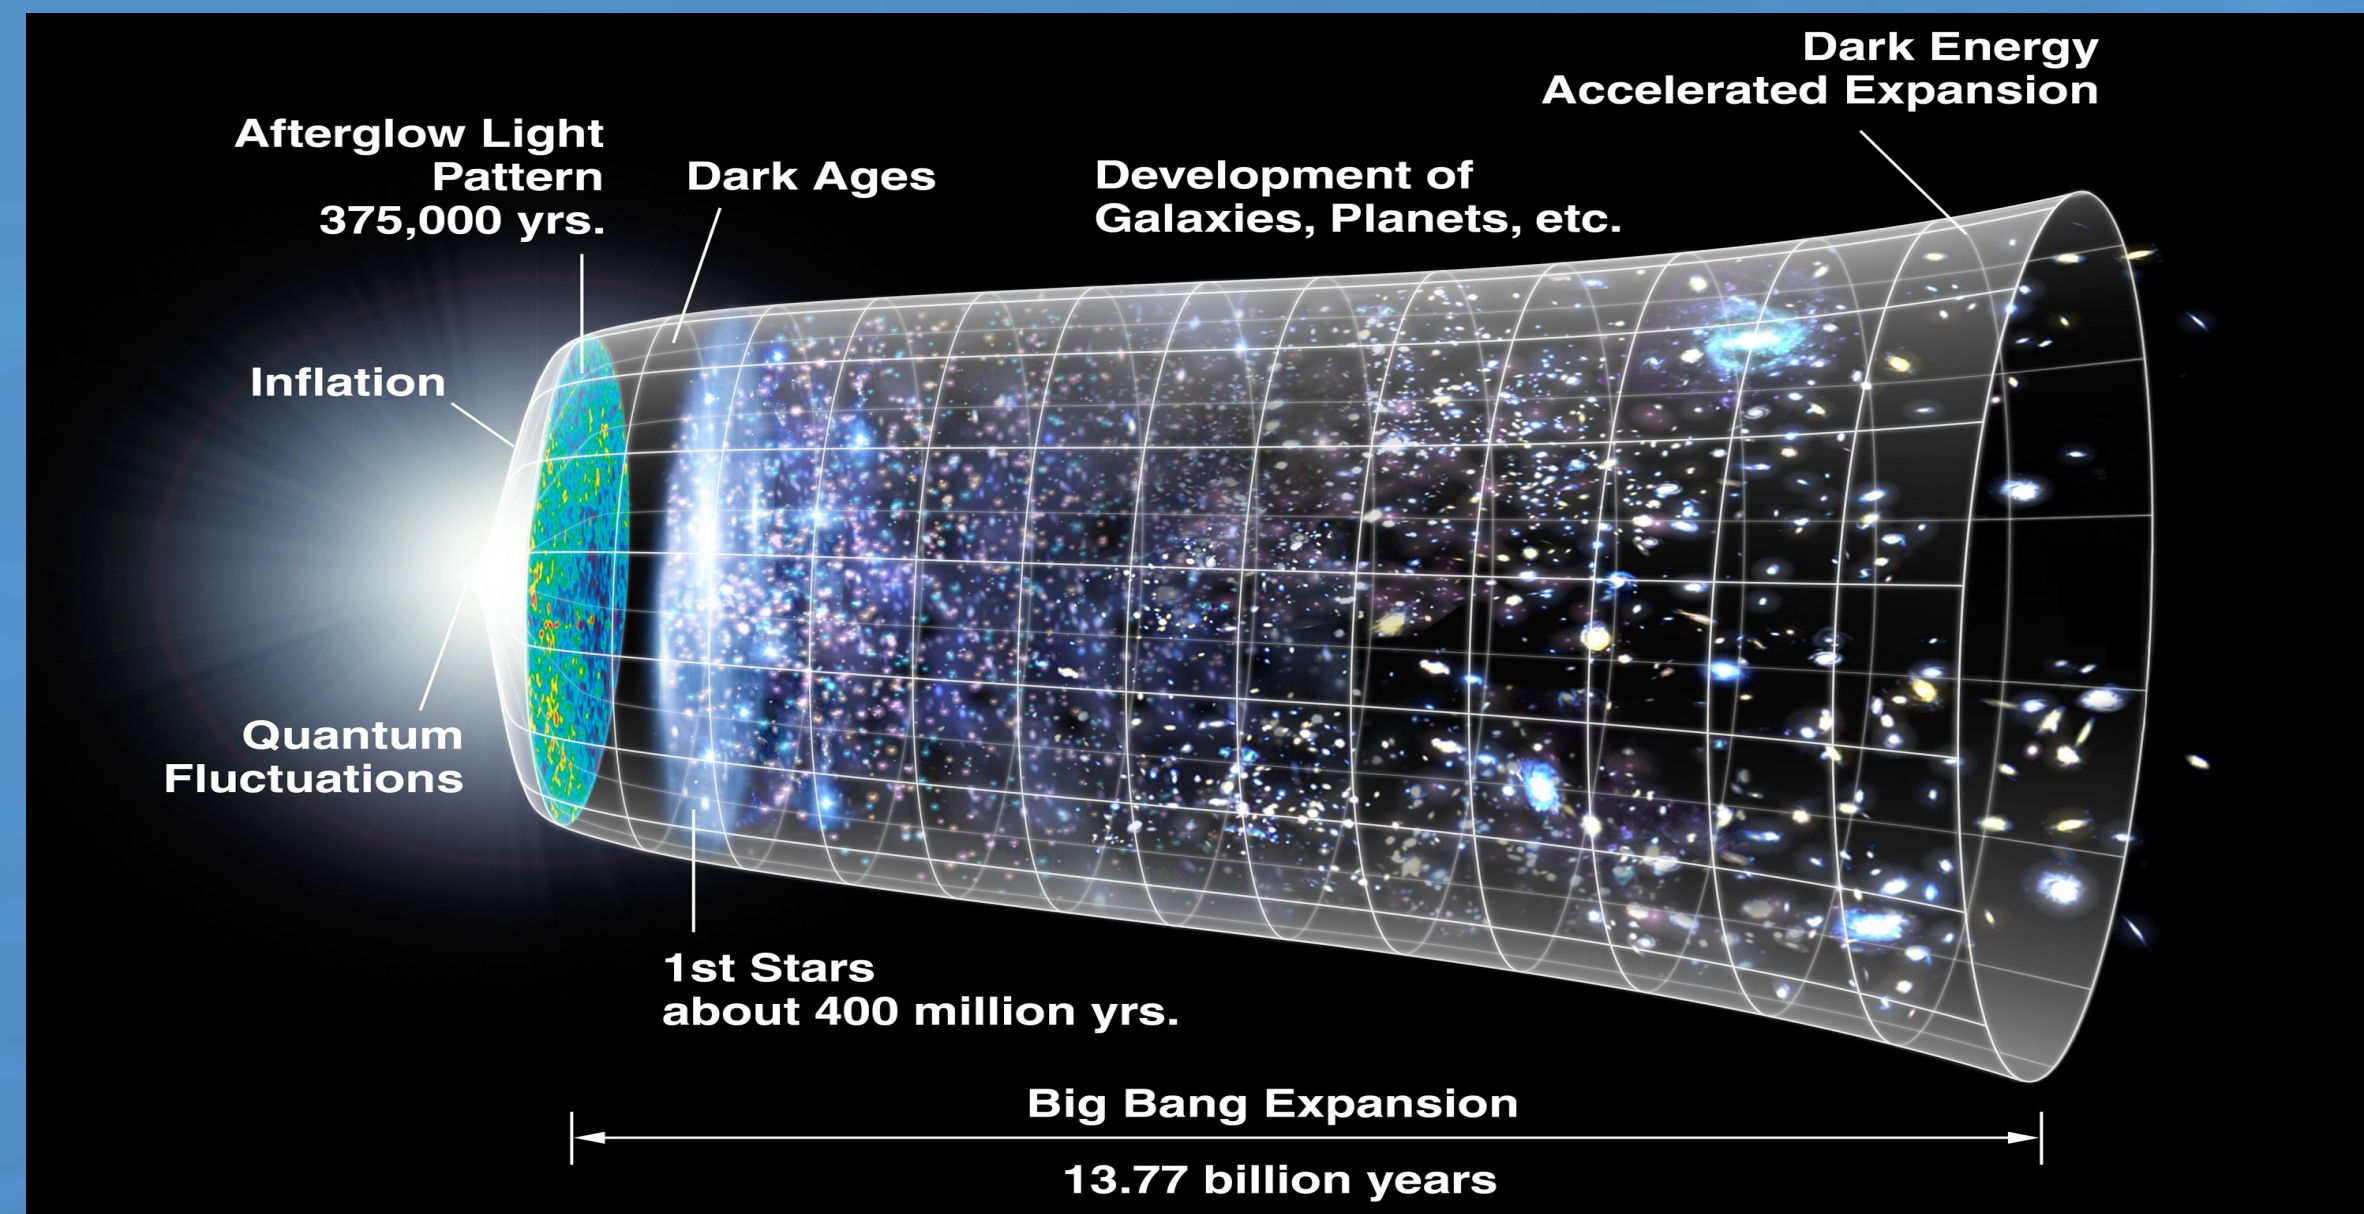 Dark Energy
Accelerated Expansion
Afterglow Light
Pattern
375,000 yrs.
Dark Ages
Development of
Galaxies, Planets, etc.
Inflation
Quantum
Fluctuations
1st Stars
about 400 million yrs.
Big Bang Expansion
13.77 billion years